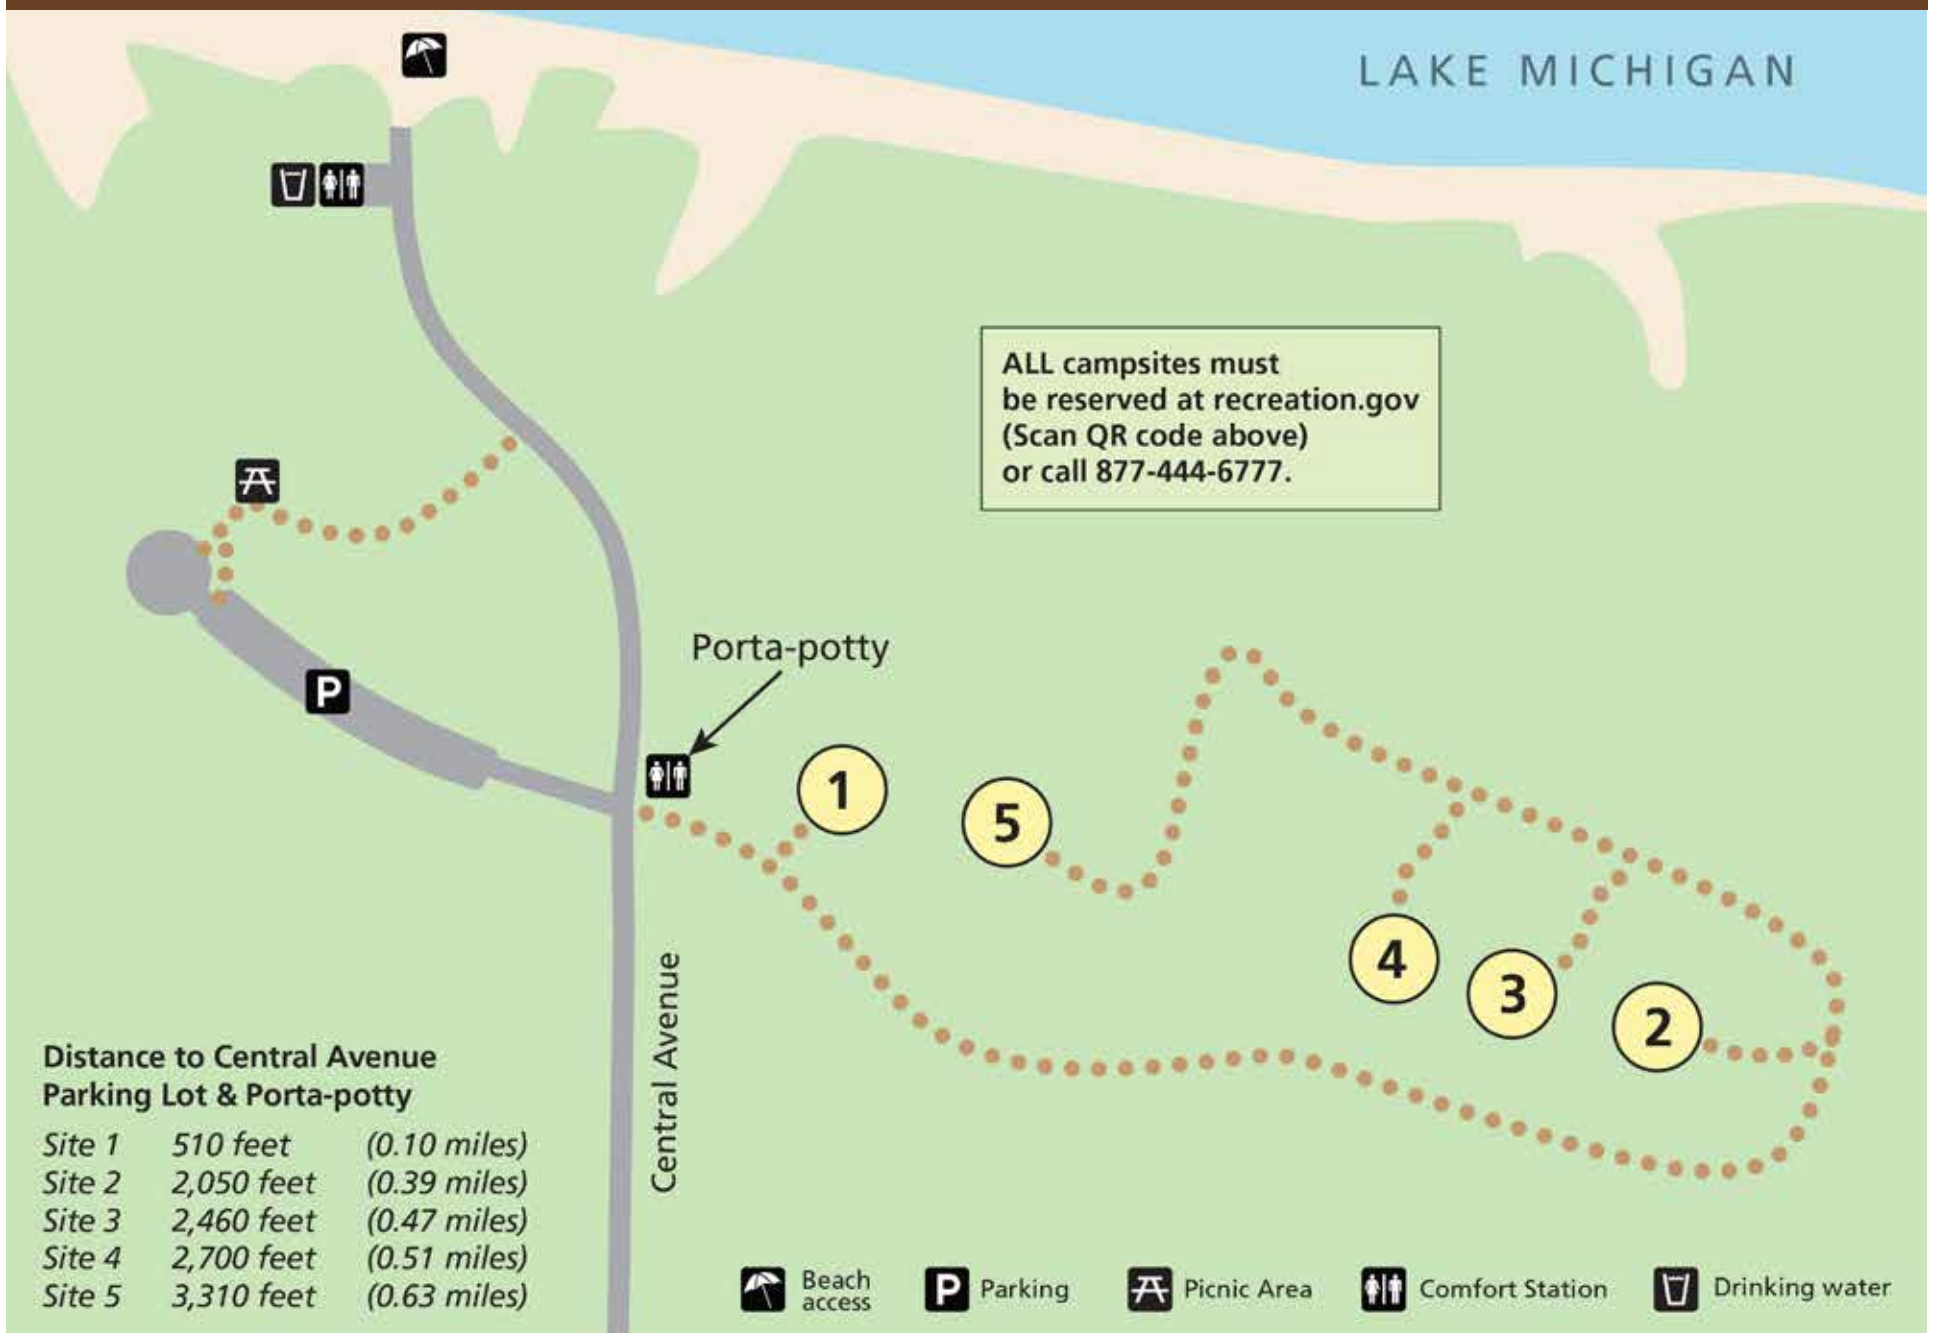 LAKE MICHIGAN
ALL campsites must
be reserved at recreation.gov
(Scan QR code above)
or call 877-444-6777.
P
Porta-potty
1
5
4
3
2
Central Avenue
Distance to Central Avenue
Parking Lot & Porta-potty
Site 1 510 feet (0.10 miles)
Site 2 2,050 feet (0.39 miles)
Site 3 2,460 feet (0.47 miles)
Site 4 2,700 feet (0.51 miles)
Site 5 3,310 feet (0.63 miles)
Beach
access
P Parking
Picnic Area
Comfort Station
Drinking water